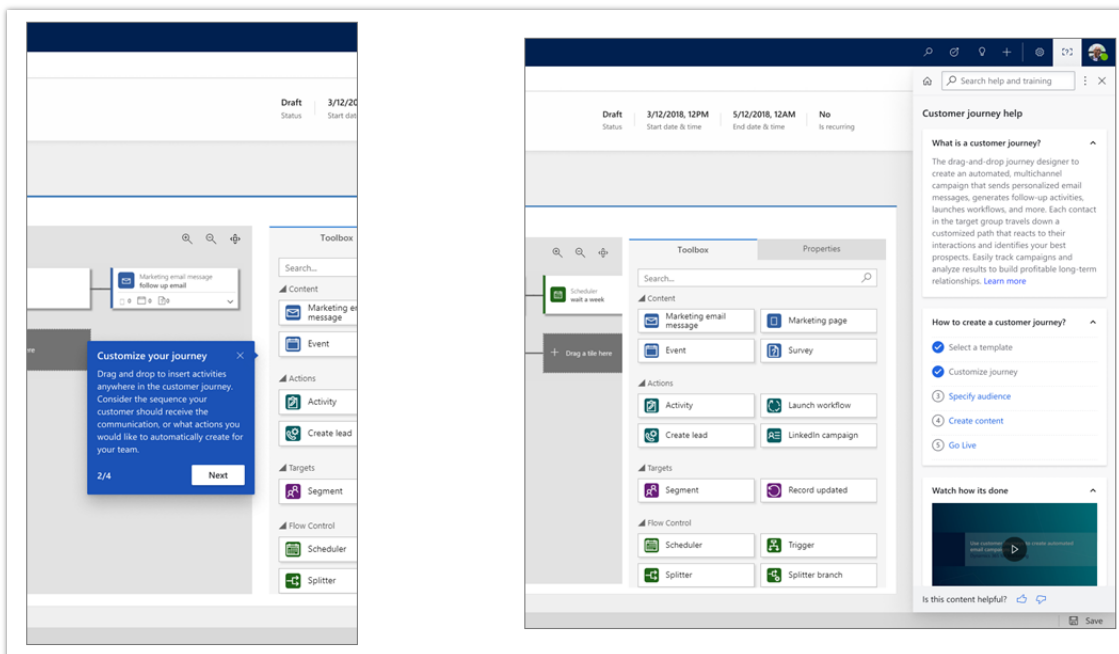 Draft
3/12/20
Status
Start dat
Toolbox
Search...
Content
Marketing em
message
Event
Actions
Activity
Create lead
Targets
Segment
Flow Control
Scheduler
Splitter
Marketing email message
follow up email
0 0 0
ere
Customize your journey
Drag and drop to insert activities
anywhere in the customer journey.
Consider the sequence your
customer should receive the
communication, or what actions you
would like to automatically create for
your team.
2/4
Next
Draft
Status
3/12/2018, 12PM
Start date & time
5/12/2018, 12AM
End date & time
No
Is recurring
Scheduler
wait a week
+ Drag a tile here
Toolbox
Properties
Search...
Content
Marketing email
message
Marketing page
Event
Survey
Actions
Activity
Launch workflow
Create lead
LinkedIn campaign
Targets
Segment
Record updated
Flow Control
Scheduler
Trigger
Splitter
Splitter branch
Search help and training
Customer journey help
What is a customer journey?
The drag-and-drop journey designer to
create an automated, multichannel
campaign that sends personalized email
messages, generates follow-up activities,
launches workflows, and more. Each contact
in the target group travels down a
customized path that reacts to their
interactions and identifies your best
prospects. Easily track campaigns and
analyze results to build profitable long-term
relationships. Learn more
How to create a customer journey?
Select a template
Customize journey
3 Specify audience
4 Create content
5 Go Live
Watch how its done
Use custome to create automated
email campa
Is this content helpful?
Save